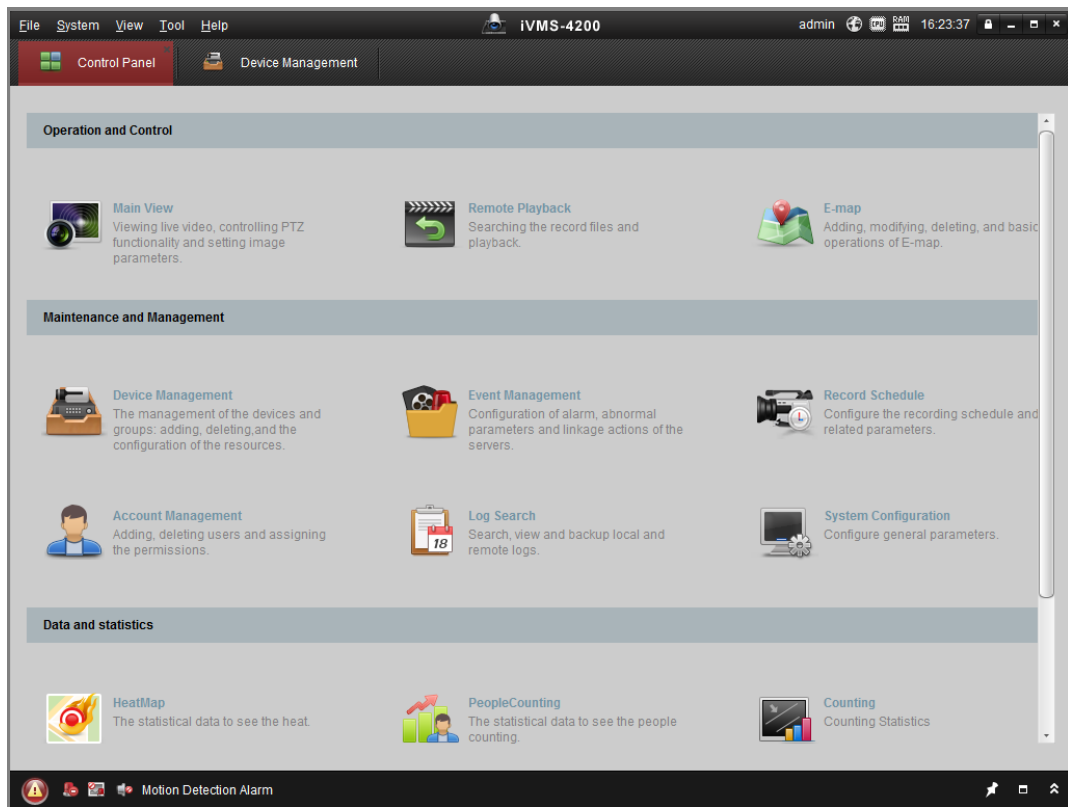 File System View Tool Help iVMS-4200 admin CPU RAM 16:23:37
Control Panel Device Management
Operation and Control
Main View
Viewing live video, controlling PTZ
functionality and setting image
parameters.
Remote Playback
Searching the record files and
playback.
E-map
Adding, modifying, deleting, and basic
operations of E-map.
Maintenance and Management
Device Management
The management of the devices and
groups: adding, deleting,and the
configuration of the resources.
Event Management
Configuration of alarm, abnormal
parameters and linkage actions of the
servers.
Record Schedule
Configure the recording schedule and
related parameters.
Account Management
Adding, deleting users and assigning
the permissions.
Log Search
Search, view and backup local and
remote logs.
18
System Configuration
Configure general parameters.
Data and statistics
HeatMap
The statistical data to see the heat.
PeopleCounting
The statistical data to see the people
counting.
Counting
Counting Statistics
Motion Detection Alarm